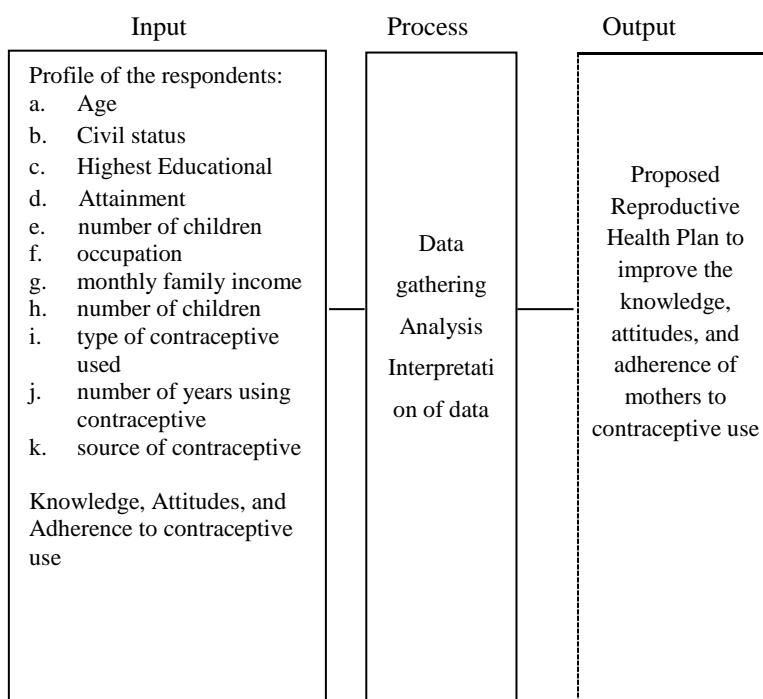 Input
Process
Output
Profile of the respondents:
a. Age
b. Civil status
c. Highest Educational
d. Attainment
e. number of children
f. occupation
g. monthly family income
h. number of children
i. type of contraceptive
used
j. number of years using
contraceptive
k. source of contraceptive
Knowledge, Attitudes, and
Adherence to contraceptive
use
Data
gathering
Analysis
Interpretati
on of data
Proposed
Reproductive
Health Plan to
improve the
knowledge,
attitudes, and
adherence of
mothers to
contraceptive use